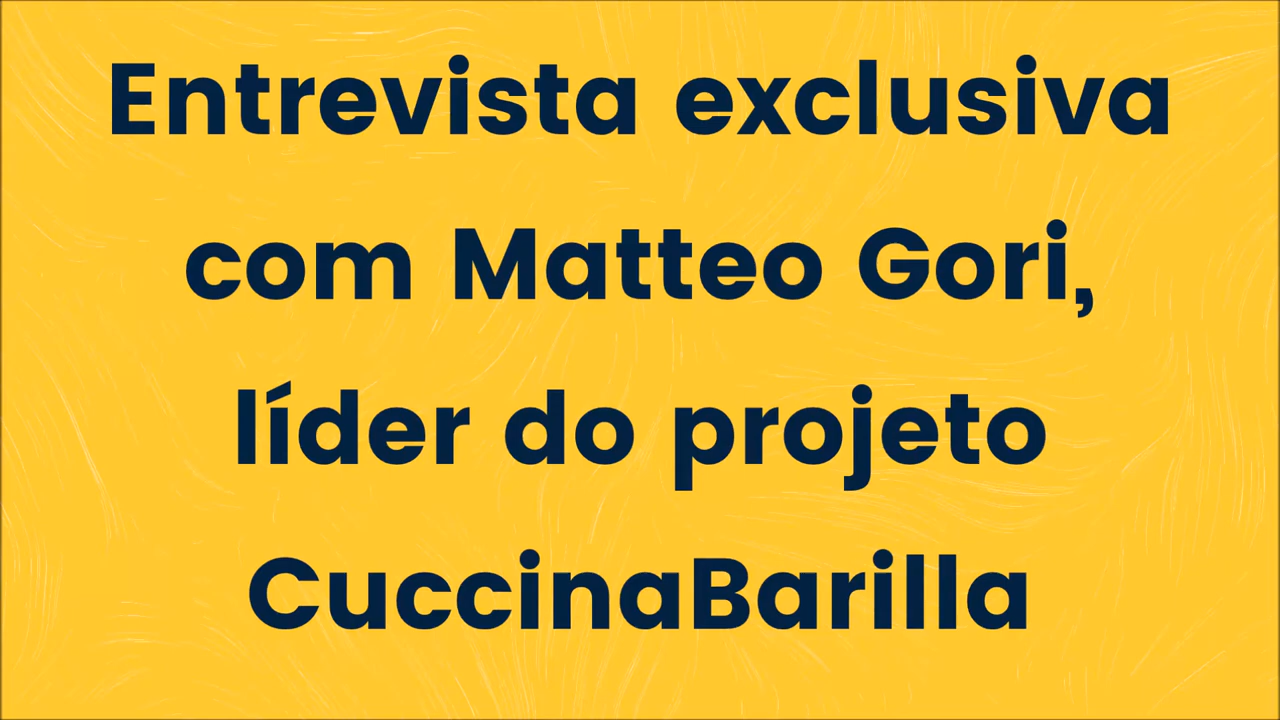 Entrevista exclusiva
com Matteo Gori,
líder do projeto
CuccinaBarilla